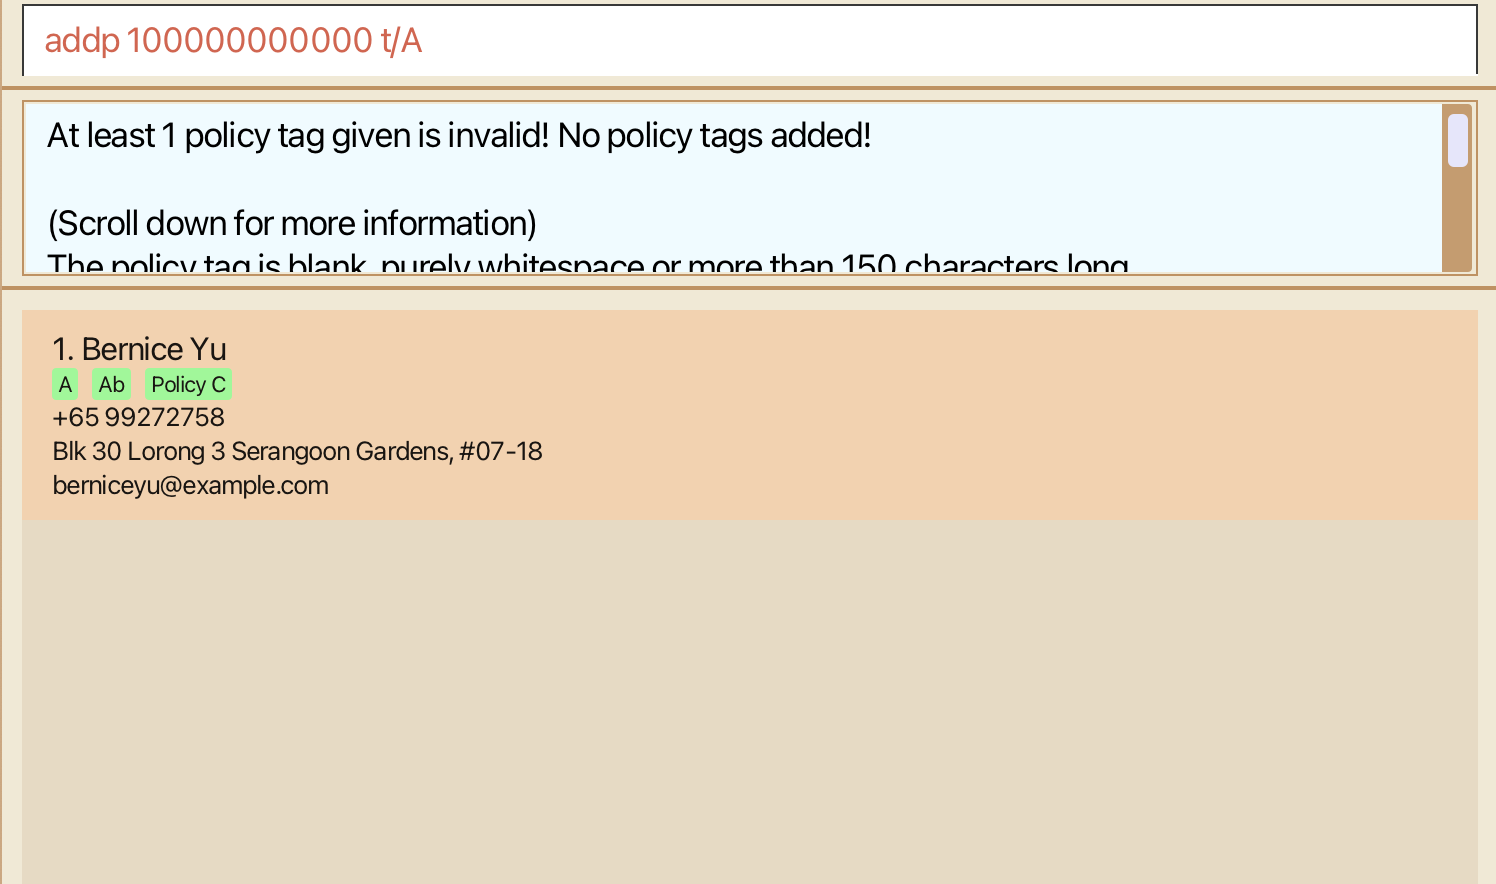 addp 100000000000 t/A
At least 1 policy tag given is invalid! No policy tags added!
(Scroll down for more information)
The policy tag is blank, purely whitespace or more than 150 characters long
1. Bernice Yu
A Ab Policy C
+65 99272758
Blk 30 Lorong 3 Serangoon Gardens, #07-18
berniceyu@example.com